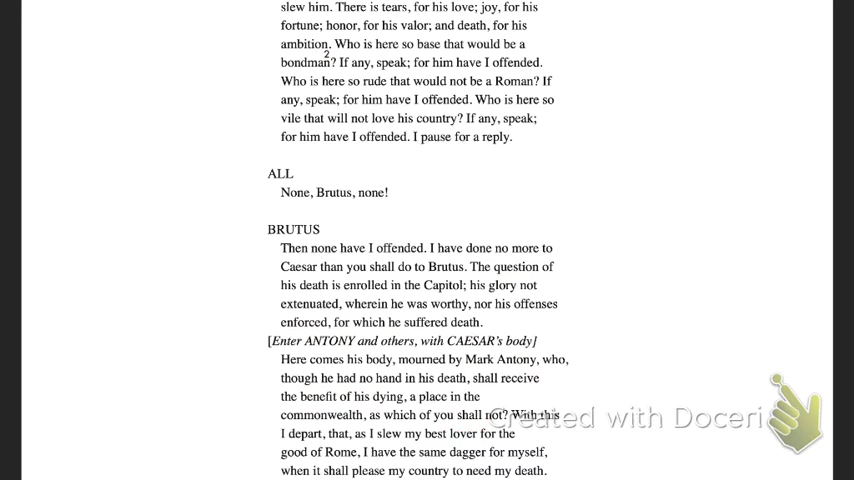 slew him. There is tears, for his love; joy, for his
fortune; honor, for his valor; and death, for his
ambition. Who is here so base that would be a
bondman²? If any, speak; for him have I offended.
Who is here so rude that would not be a Roman? If
any, speak; for him have I offended. Who is here so
vile that will not love his country? If any, speak;
for him have I offended. I pause for a reply.
ALL
None, Brutus, none!
BRUTUS
Then none have I offended. I have done no more to
Caesar than you shall do to Brutus. The question of
his death is enrolled in the Capitol; his glory not
extenuated, wherein he was worthy, nor his offenses
enforced, for which he suffered death.
[Enter ANTONY and others, with CAESAR's body]
Here comes his body, mourned by Mark Antony, who,
though he had no hand in his death, shall receive
the benefit of his dying, a place in the
commonwealth, as which of you shall not? With this
I depart, that, as I slew my best lover for the
good of Rome, I have the same dagger for myself,
when it shall please my country to need my death.
Created with Doceri